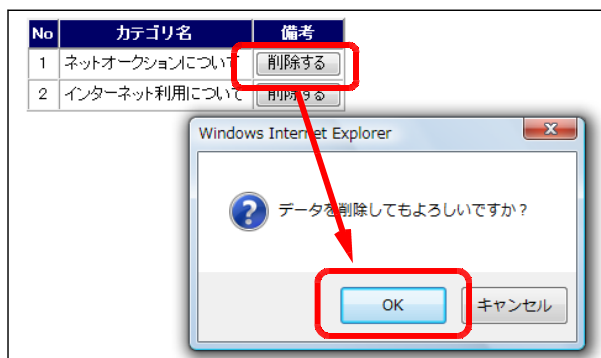 No カテゴリ名 備考
1 ネットオークションについて 削除する
2 インターネット利用について 削除する
Windows Internet Explorer
データを削除してもよろしいですか？
OK キャンセル